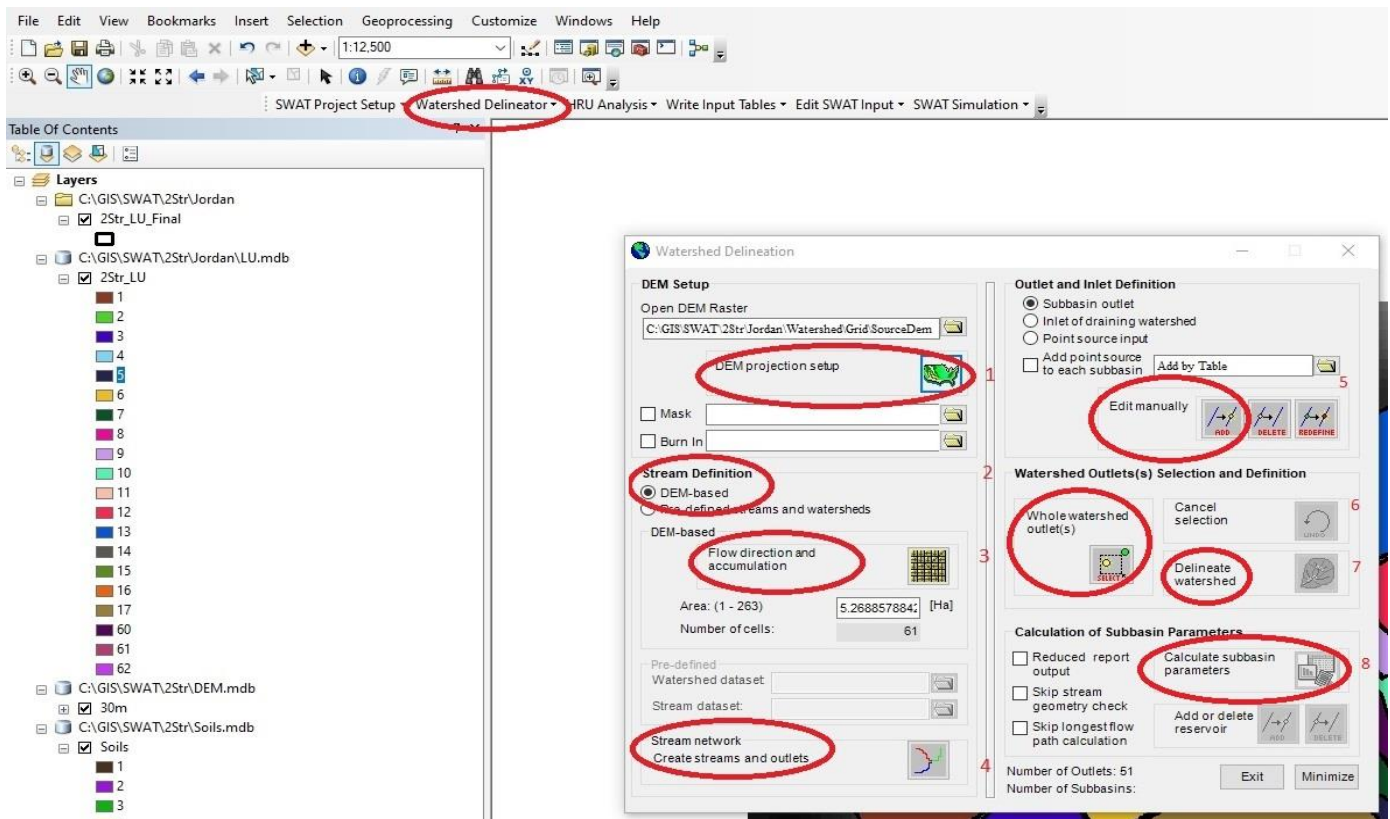 File Edit View Bookmarks Insert Selection Geoprocessing Customize Windows Help
1:12,500
XY
SWAT Project Setup Watershed Delineator HRU Analysis Write Input Tables Edit SWAT Input SWAT Simulation
Table Of Contents
Layers
C:\GIS\SWAT\2Str\Jordan
2Str_LU_Final
C:\GIS\SWAT\2Str\Jordan\LU.mdb
2Str_LU
1
2
3
4
5
6
7
8
9
10
11
12
13
14
15
16
17
60
61
62
C:\GIS\SWAT\2Str\DEM.mdb
30m
C:\GIS\SWAT\2Str\Soils.mdb
Soils
1
2
3
Watershed Delineation
DEM Setup
Open DEM Raster
C:\GIS\SWAT\2Str\Jordan\Watershed\Grid\SourceDem
DEM projection setup
1
Mask
Burn In
Stream Definition
2
DEM-based
Pre-defined streams and watersheds
DEM-based
Flow direction and
accumulation
3
Area: (1 - 263) 5.2688578842 [Ha]
Number of cells: 61
Pre-defined
Watershed dataset
Stream dataset:
Stream network
Create streams and outlets
4
Outlet and Inlet Definition
Subbasin outlet
Inlet of draining watershed
Point source input
Add point source
to each subbasin
Add by Table
5
Edit manually
ADD DELETE REDEFINE
Watershed Outlets(s) Selection and Definition
Whole watershed
outlet(s)
SELECT
Cancel
selection
UNDO
6
Delineate
watershed
7
Calculation of Subbasin Parameters
Reduced report
output
Skip stream
geometry check
Skip longest flow
path calculation
Calculate subbasin
parameters
8
Add or delete
reservoir
ADD DELETE
Number of Outlets: 51
Number of Subbasins:
Exit Minimize